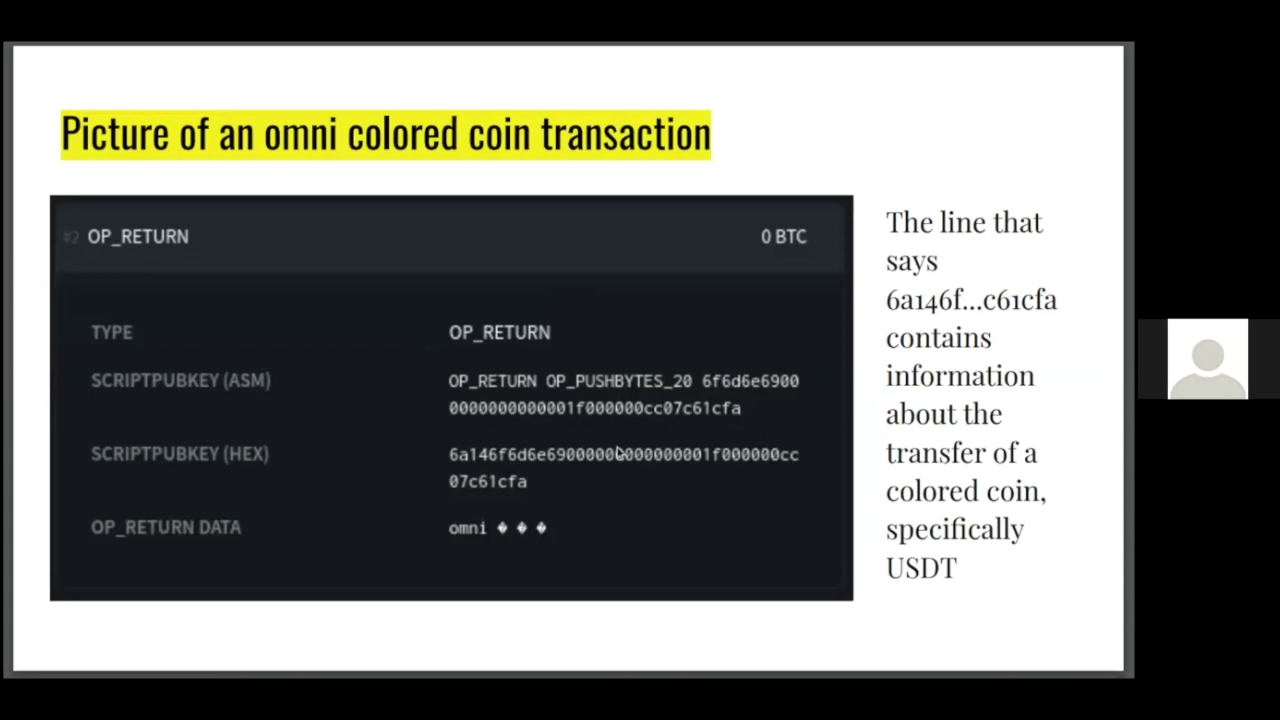 Picture of an omni colored coin transaction
#2 OP_RETURN 0 BTC
TYPE OP_RETURN
SCRIPTPUBKEY (ASM) OP_RETURN OP_PUSHBYTES_20 6f6d6e6900
0000000000001f000000cc07c61cfa
SCRIPTPUBKEY (HEX) 6a146f6d6e69000000000000001f000000cc
07c61cfa
OP_RETURN DATA omni � � �
The line that
says
6a146f...c61cfa
contains
information
about the
transfer of a
colored coin,
specifically
USDT